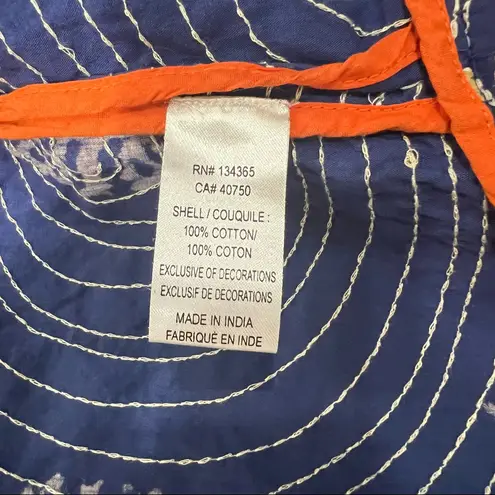 RN# 134365
CA# 40750
SHELL / COUQUILE :
100% COTTON/
100% COTON
EXCLUSIVE OF DECORATIONS
EXCLUSIF DE DECORATIONS
MADE IN INDIA
FABRIQUÉ EN INDE